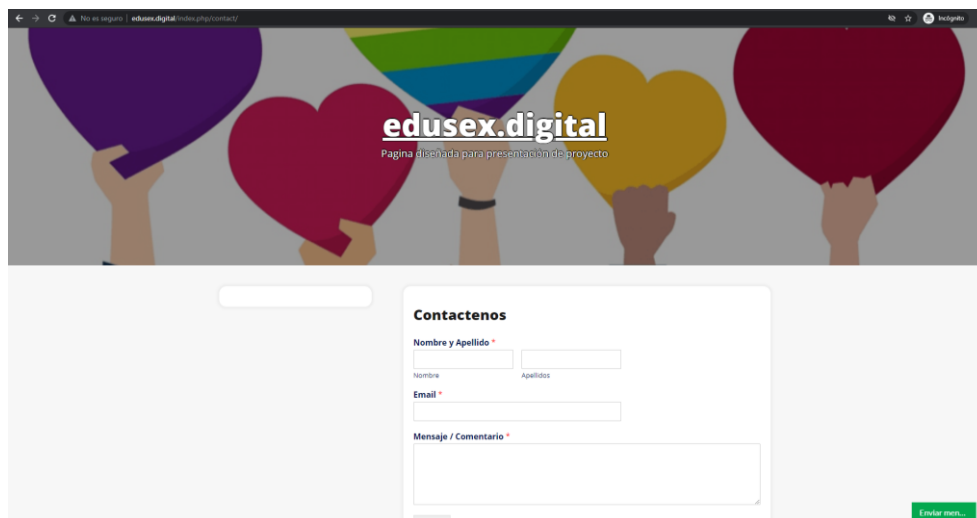 No es seguro | edusex.digital/index.php/contact/
Incógnito
edusex.digital
Pagina diseñada para presentación de proyecto
Contactenos
Nombre y Apellido *
Nombre Apellidos
Email *
Mensaje / Comentario *
Enviar men...